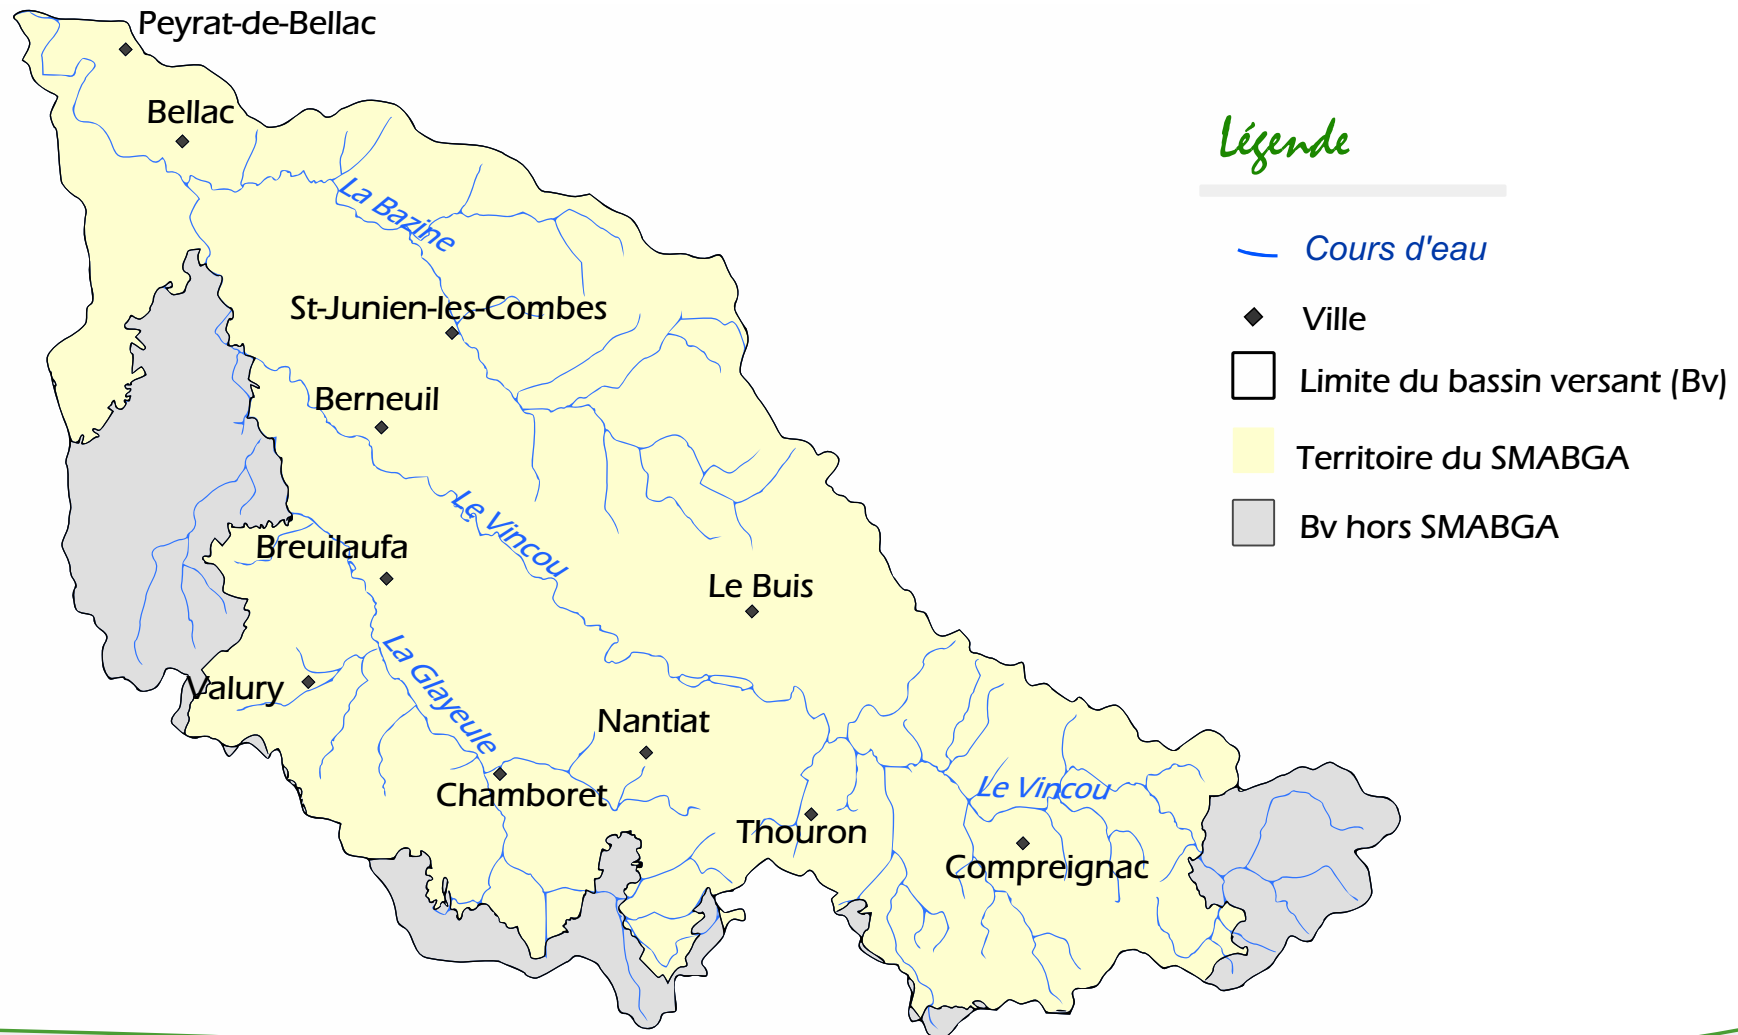 Peyrat-de-Bellac
Bellac
La Bazine
St-Junien-les-Combes
Berneuil
Le Vincou
Breuilaufa
Le Buis
La Glayeule
Valury
Nantiat
Chamboret
Thouron
Le Vincou
Compreignac
Légende
Cours d'eau
Ville
Limite du bassin versant (Bv)
Territoire du SMABGA
Bv hors SMABGA